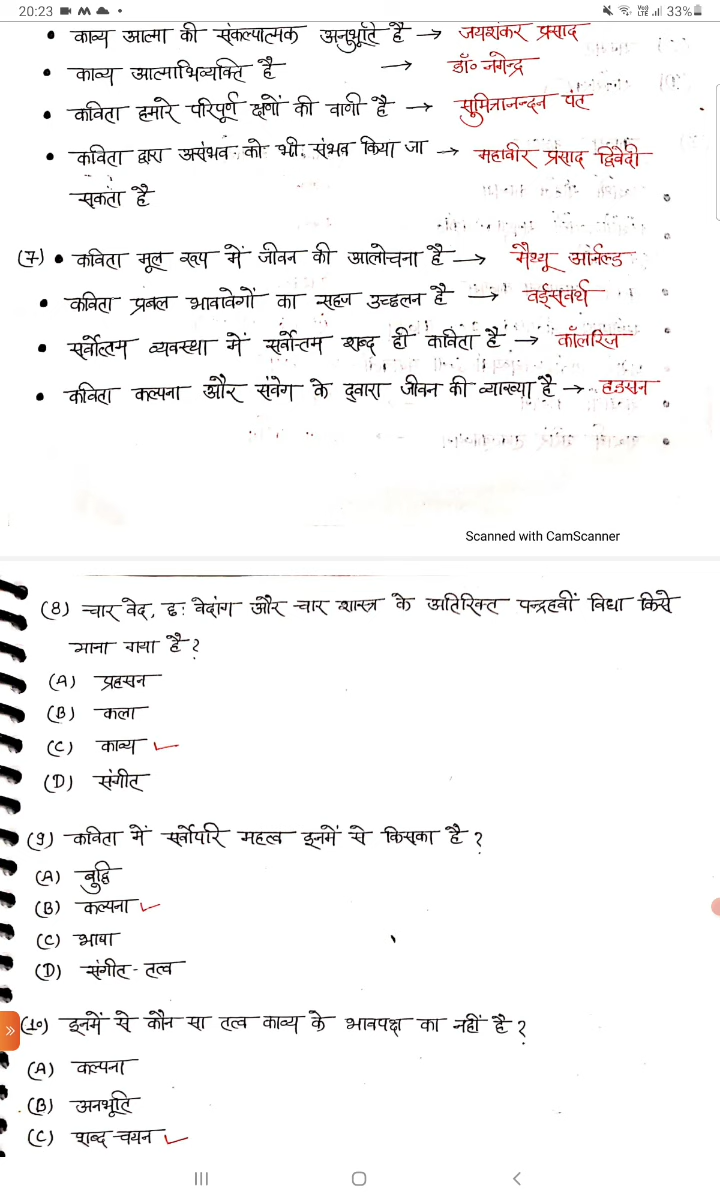 20:23
33%
• काव्य आत्मा की संकल्पात्मक अनुभूति है → जयशंकर प्रसाद
• काव्य आत्माभिव्यक्ति है → डॉ॰ नगेन्द्र
• कविता हमारे परिपूर्ण क्षणों की वाणी है → सुमित्रानन्दन पंत
• कविता द्वारा असंभव को भी संभव किया जा → महावीर प्रसाद द्विवेदी
सकता है
(7) • कविता मूल रूप में जीवन की आलोचना है → मैथ्यू ऑर्नल्ड
• कविता प्रबल भावावेगों का सहज उच्छलन है → वर्ड्सवर्थ
• सर्वोत्तम व्यवस्था में सर्वोत्तम शब्द ही कविता है → कॉलरिज
• कविता कल्पना और संवेग के द्वारा जीवन की व्याख्या है → हडसन
Scanned with CamScanner
(8) चार वेद, छः वेदांग और चार शास्त्र के अतिरिक्त पन्द्रहवीं विधा किसे
माना गया है?
(A) प्रहसन
(B) कला
(C) काव्य ✓
(D) संगीत
(9) कविता में सर्वोपरि महत्व इनमें से किसका है?
(A) बुद्धि
(B) कल्पना ✓
(C) भाषा
(D) संगीत-तत्व
(10) इनमें से कौन सा तत्व काव्य के भावपक्ष का नहीं है?
(A) कल्पना
(B) अनभूति
(C) शब्द-चयन ✓